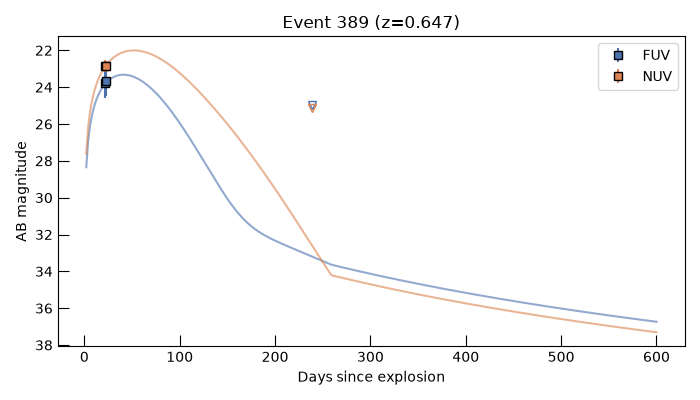 Event 389 (z=0.647)
FUV
NUV
AB magnitude
22
24
26
28
30
32
34
36
38
0 100 200 300 400 500 600
Days since explosion